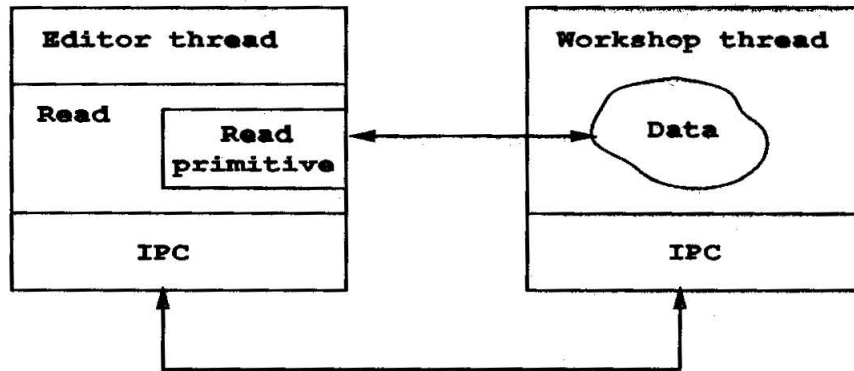 Editor thread
Workshop thread
Read
Read
primitive
Data
IPC
IPC